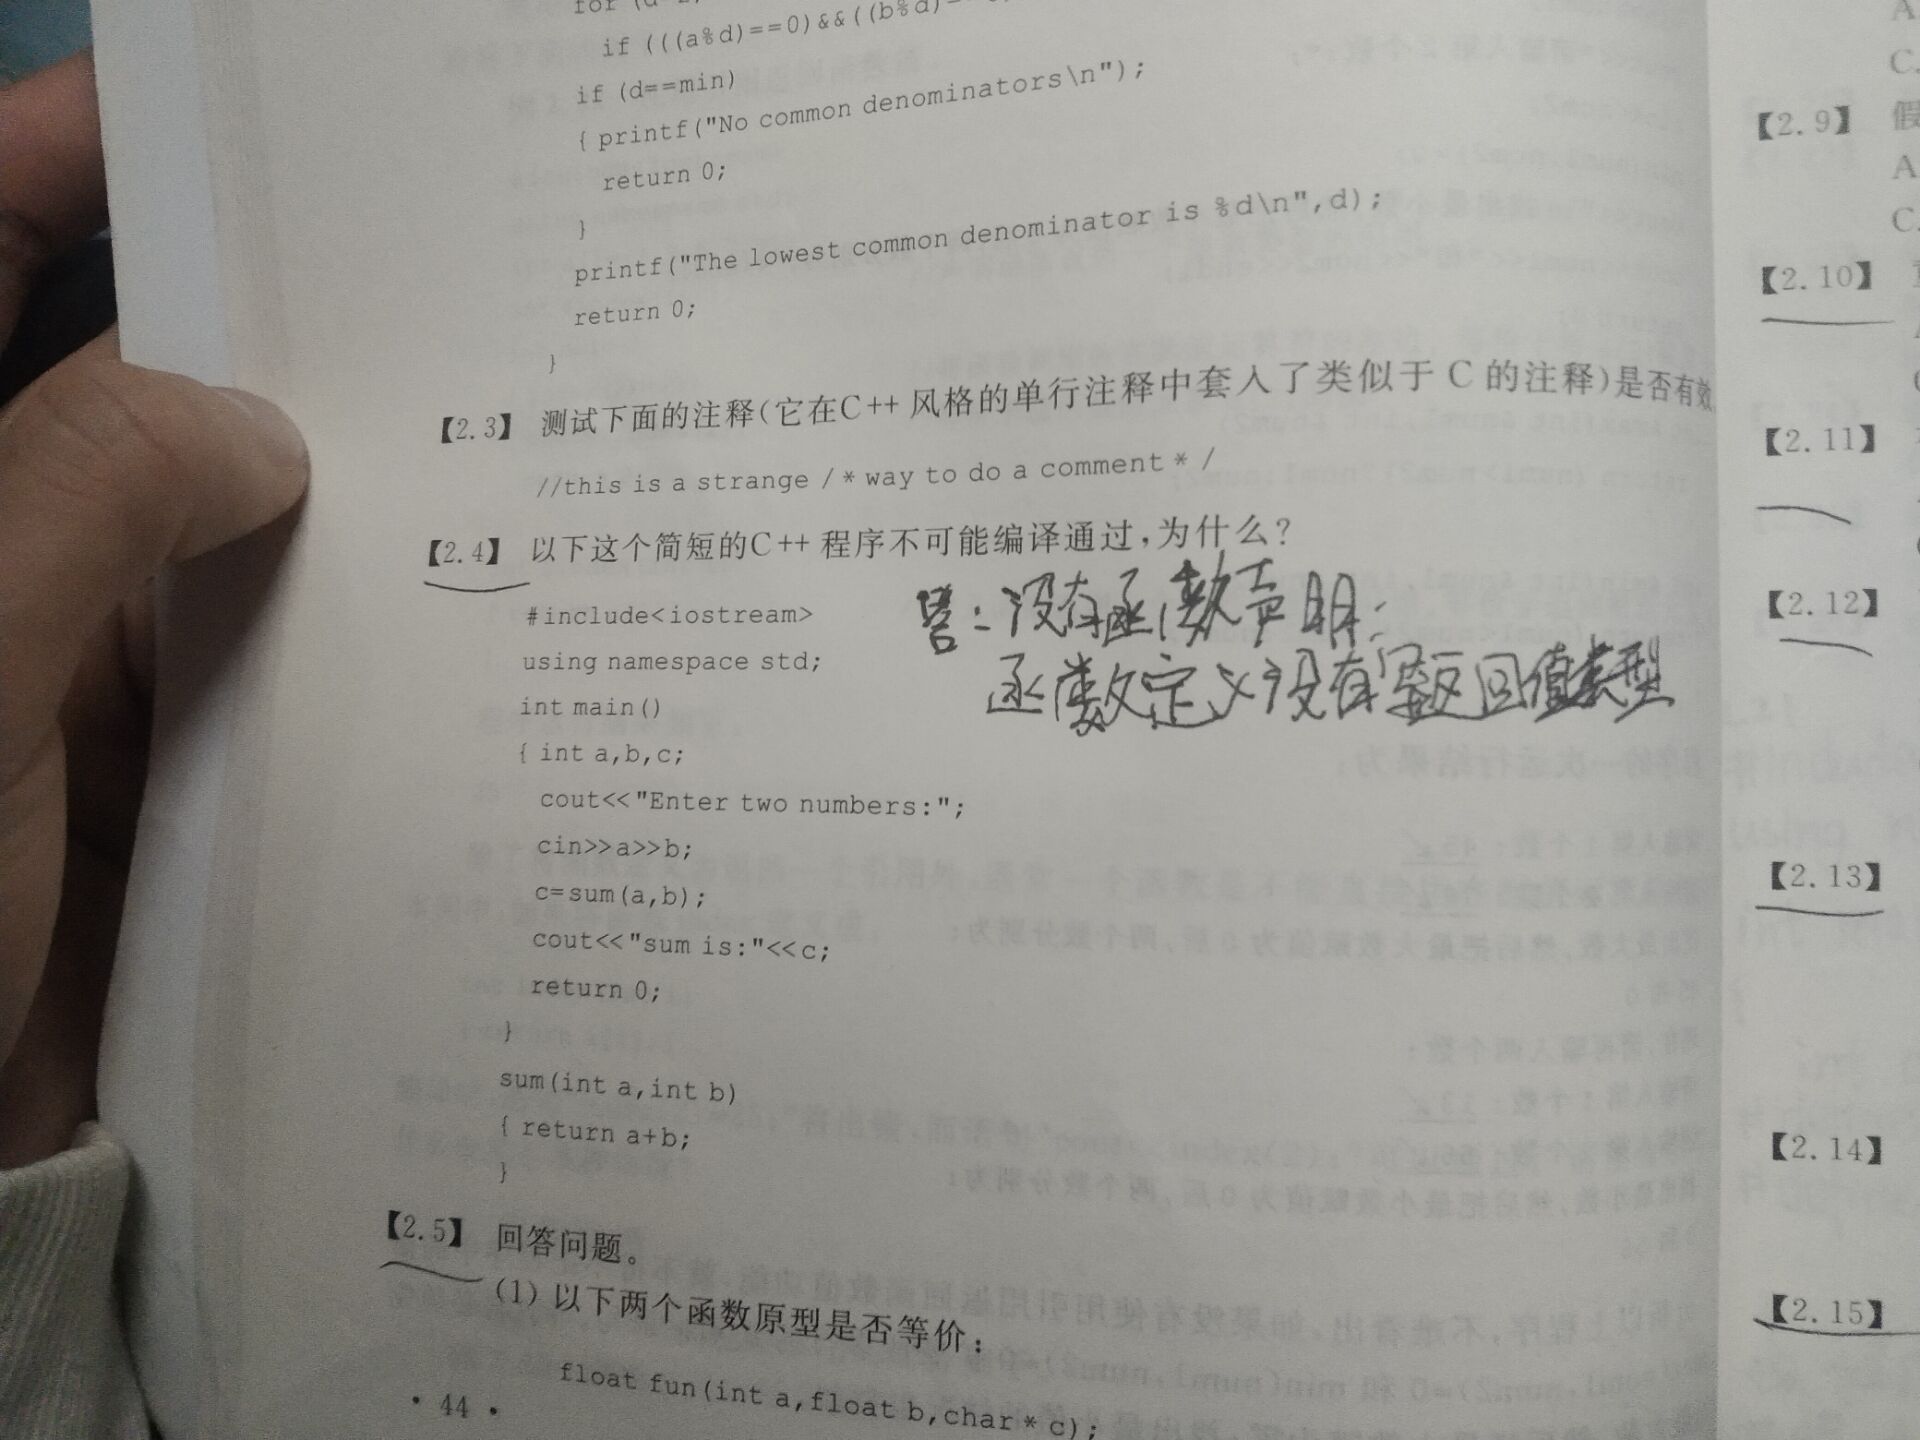 for (d
if (((a%d)==0)&&((b%d)==
if (d==min)
{ printf("No common denominators\n");
return 0;
}
printf("The lowest common denominator is %d\n",d);
return 0;
}
【2.3】 测试下面的注释(它在C++风格的单行注释中套入了类似于C的注释)是否有效
//this is a strange /* way to do a comment */
【2.4】 以下这个简短的C++程序不可能编译通过,为什么?
答:没有函数声明;
函数定义没有写返回值类型
#include<iostream>
using namespace std;
int main()
{ int a,b,c;
cout<<"Enter two numbers:";
cin>>a>>b;
c=sum(a,b);
cout<<"sum is:"<<c;
return 0;
}
sum(int a,int b)
{ return a+b;
}
【2.5】 回答问题。
(1) 以下两个函数原型是否等价:
float fun(int a,float b,char *c);
· 44 ·
A
C.
【2.9】 假
A
C.
【2.10】
【2.11】
【2.12】
【2.13】
【2.14】
【2.15】